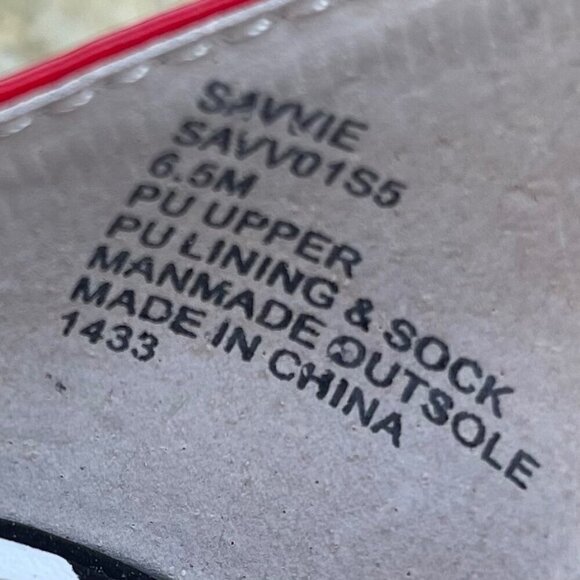 SAVVIE
SAVV01S5
6.5M
PU UPPER
PU LINING & SOCK
MANMADE OUTSOLE
MADE IN CHINA
1433